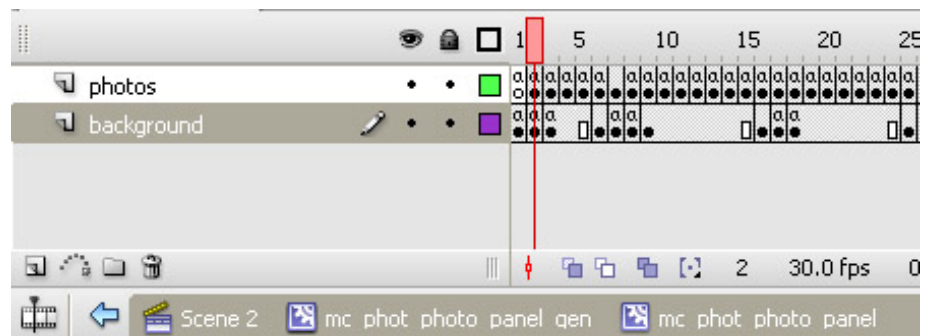 1 5 10 15 20 25
photos
background
2 30.0 fps 0
Scene 2 mc phot photo panel gen mc phot photo panel